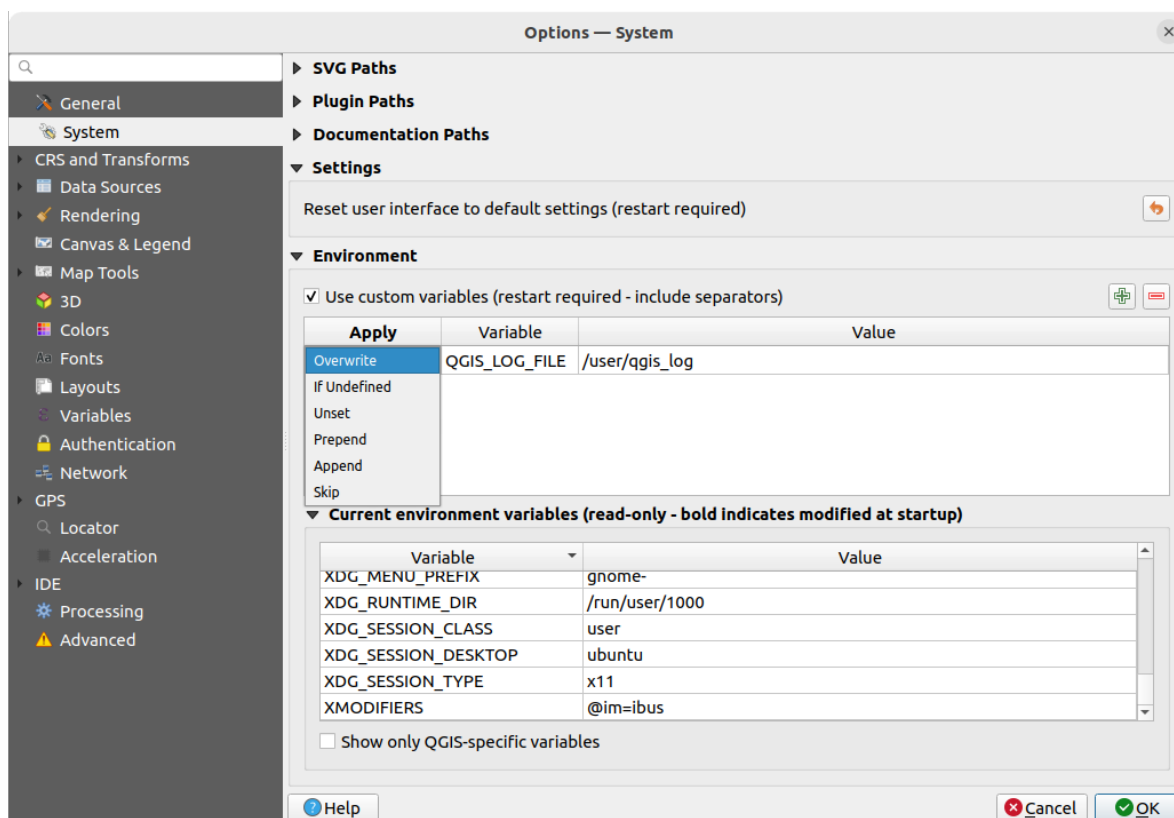 Options — System
General
System
CRS and Transforms
Data Sources
Rendering
Canvas & Legend
Map Tools
3D
Colors
Fonts
Layouts
Variables
Authentication
Network
GPS
Locator
Acceleration
IDE
Processing
Advanced
SVG Paths
Plugin Paths
Documentation Paths
Settings
Reset user interface to default settings (restart required)
Environment
Use custom variables (restart required - include separators)
Apply Variable Value
Overwrite QGIS_LOG_FILE /user/qgis_log
If Undefined
Unset
Prepend
Append
Skip
Current environment variables (read-only - bold indicates modified at startup)
Variable Value
XDG_MENU_PREFIX gnome-
XDG_RUNTIME_DIR /run/user/1000
XDG_SESSION_CLASS user
XDG_SESSION_DESKTOP ubuntu
XDG_SESSION_TYPE x11
XMODIFIERS @im=ibus
Show only QGIS-specific variables
Help Cancel OK